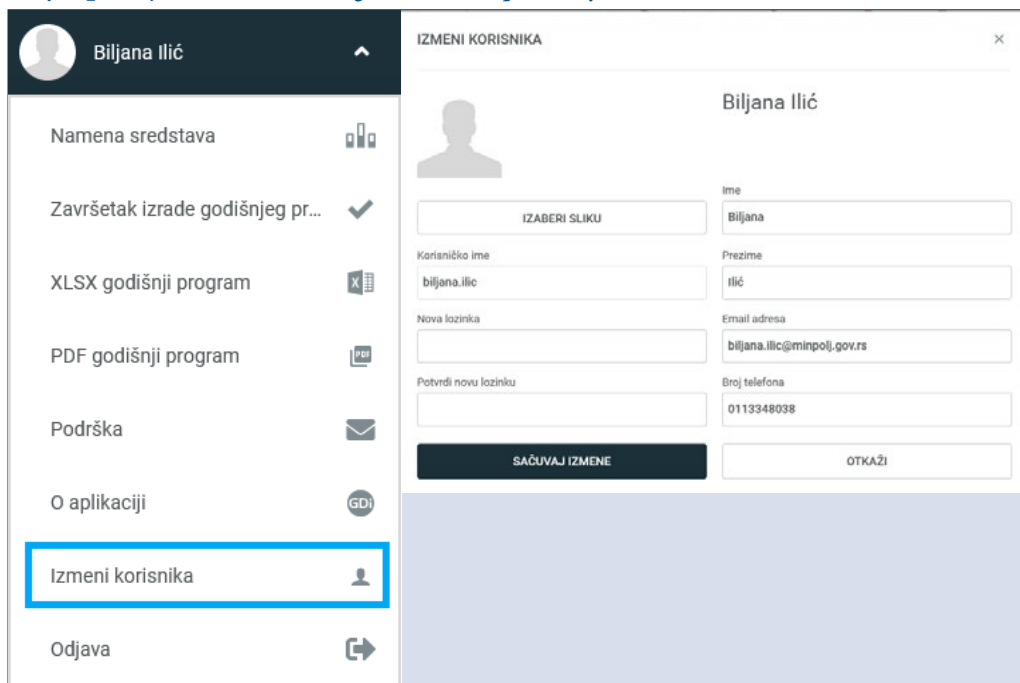 Biljana Ilić
Namena sredstava
Završetak izrade godišnjeg pr...
XLSX godišnji program
X
PDF godišnji program
PDF
Podrška
O aplikaciji
GDi
Izmeni korisnika
Odjava
IZMENI KORISNIKA
Biljana Ilić
IZABERI SLIKU
Ime
Biljana
Korisničko ime
biljana.ilic
Prezime
Ilić
Nova lozinka
Email adresa
biljana.ilic@minpolj.gov.rs
Potvrdi novu lozinku
Broj telefona
0113348038
SAČUVAJ IZMENE
OTKAŽI